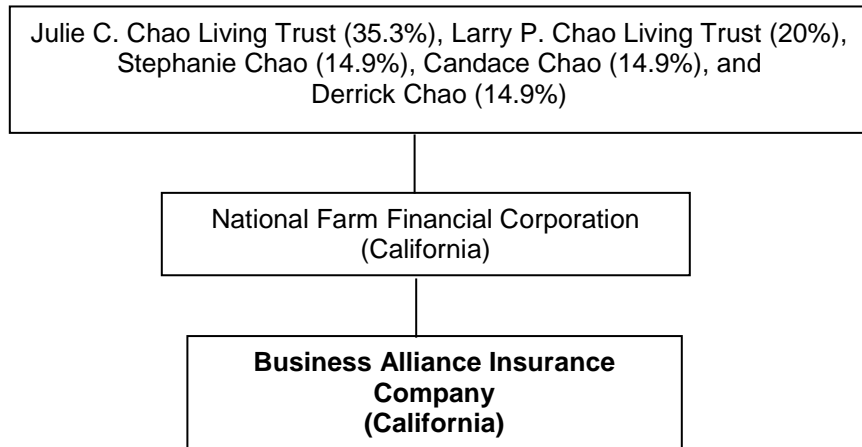 Julie C. Chao Living Trust (35.3%), Larry P. Chao Living Trust (20%),
Stephanie Chao (14.9%), Candace Chao (14.9%), and
Derrick Chao (14.9%)
National Farm Financial Corporation
(California)
Business Alliance Insurance
Company
(California)